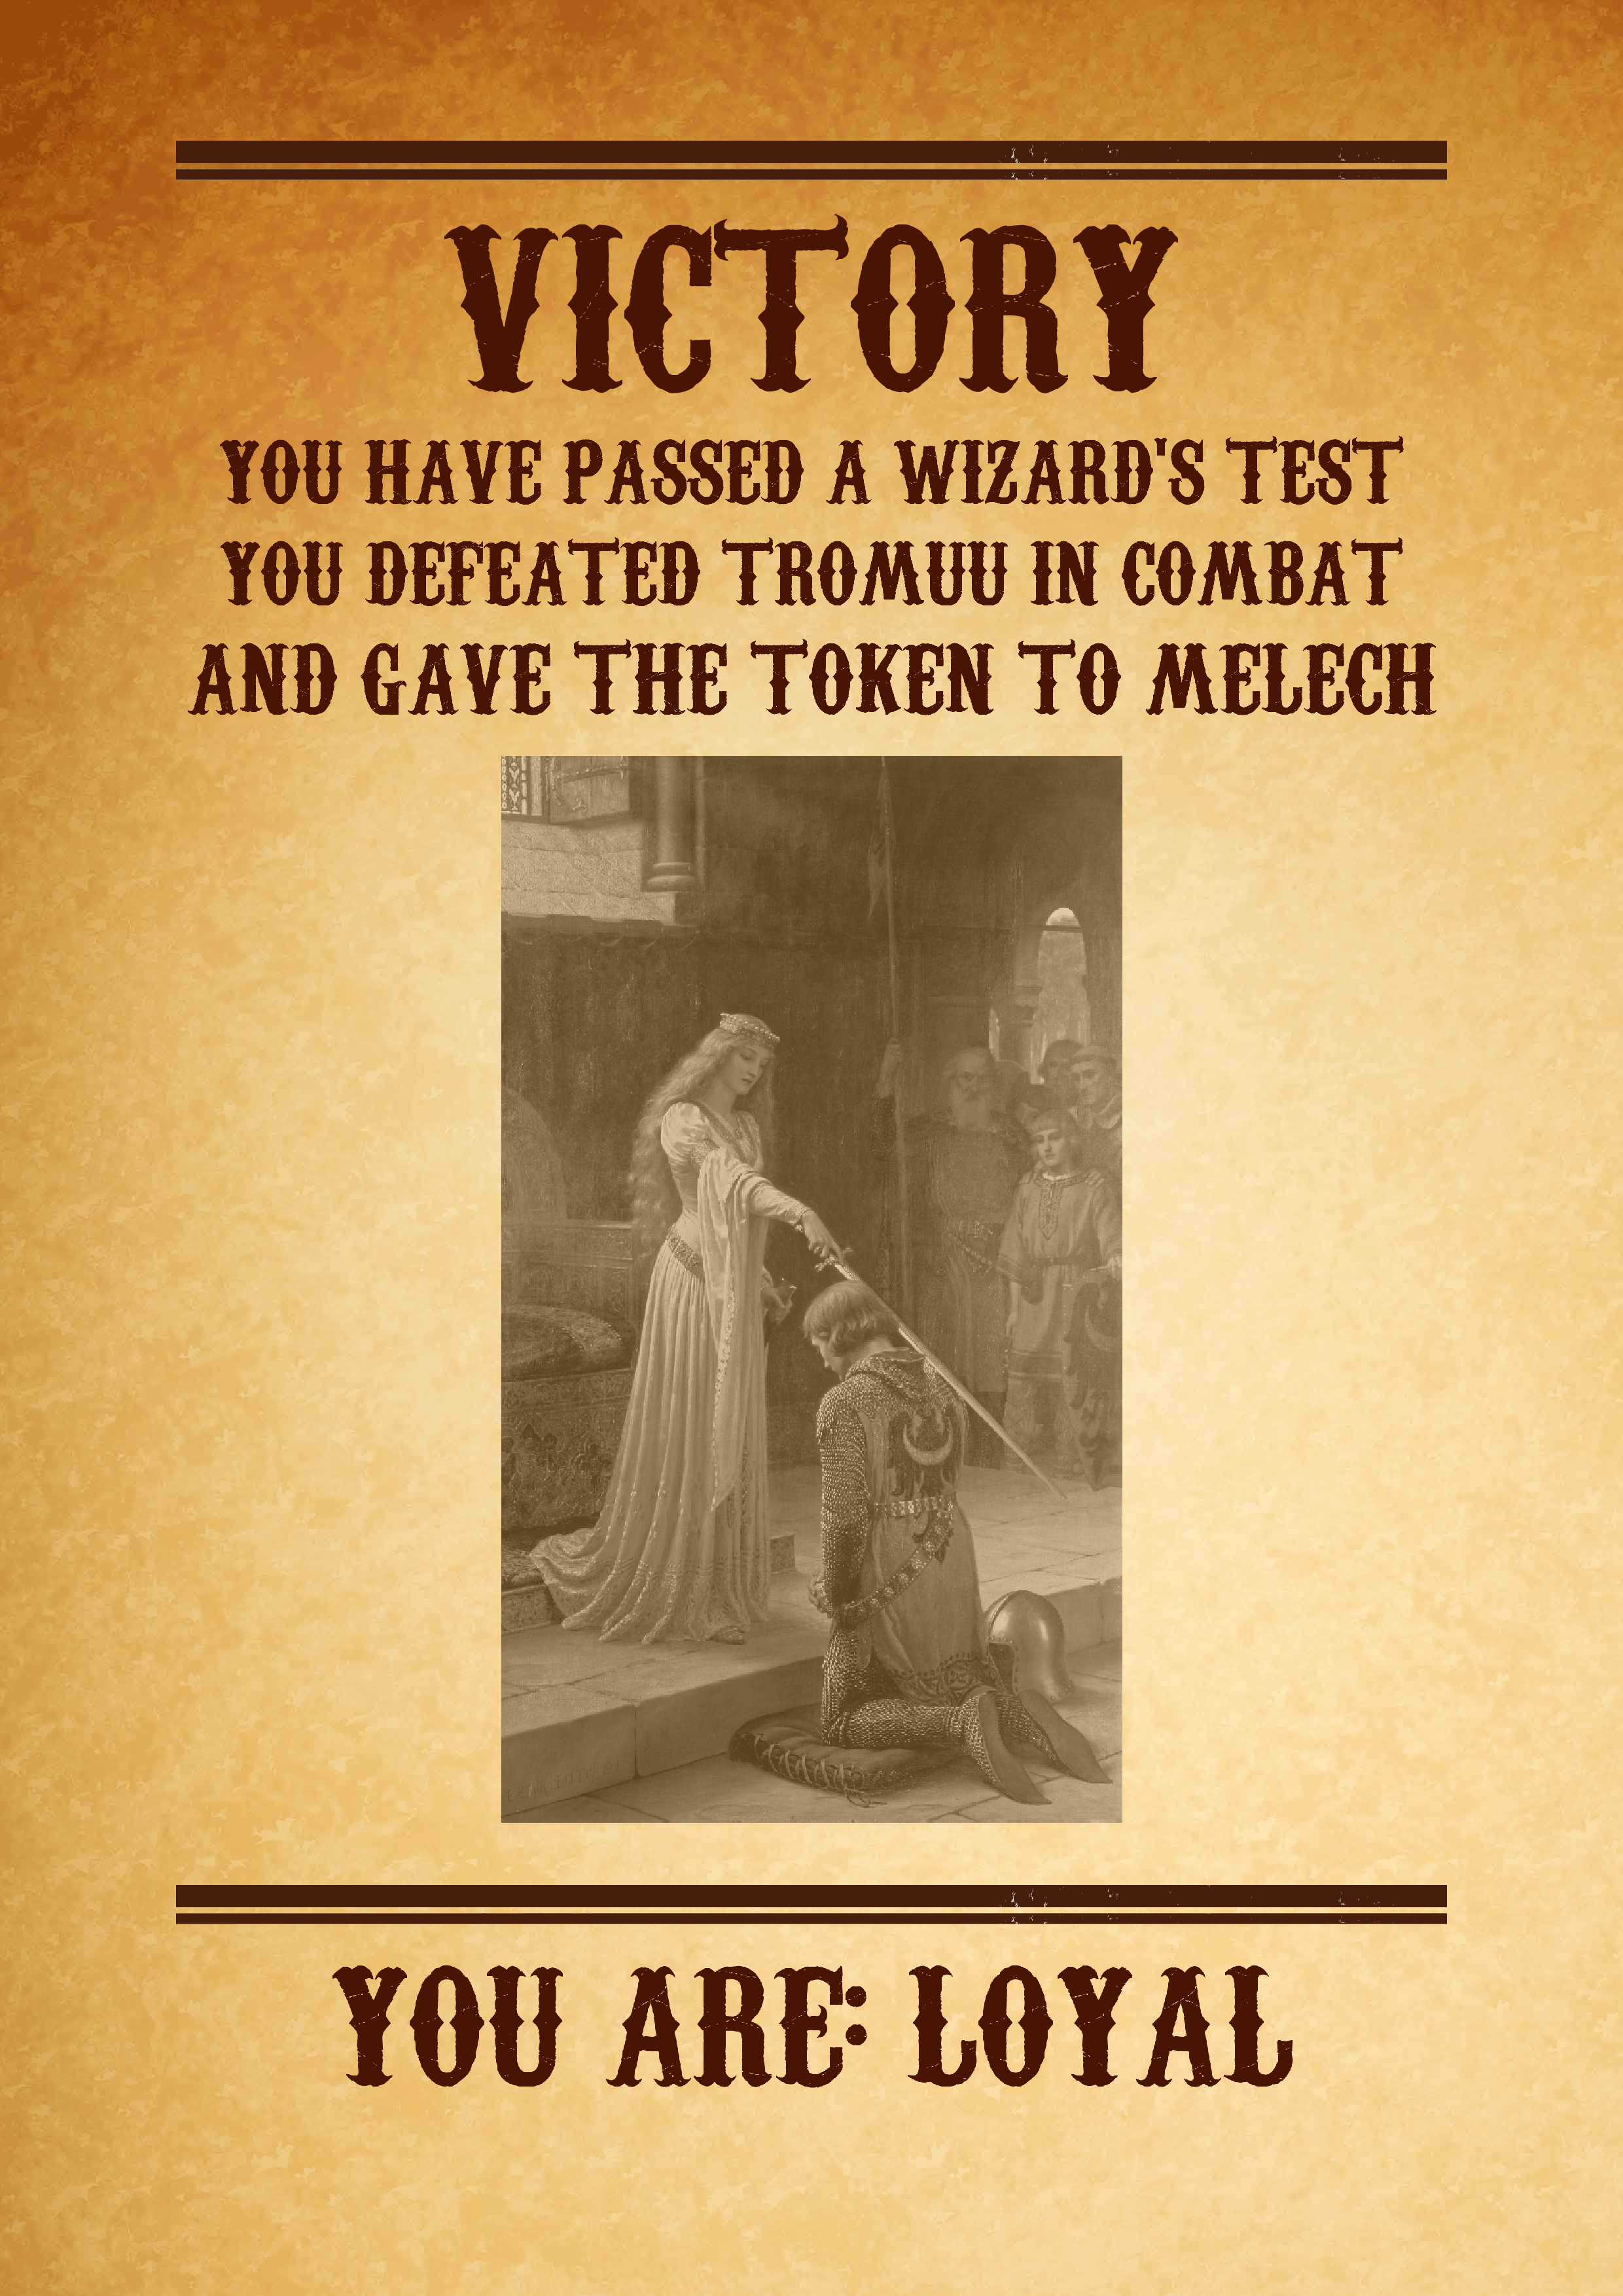 VICTORY
YOU HAVE PASSED A WIZARD'S TEST
YOU DEFEATED TROMUU IN COMBAT
AND GAVE THE TOKEN TO MELECH
YOU ARE: LOYAL